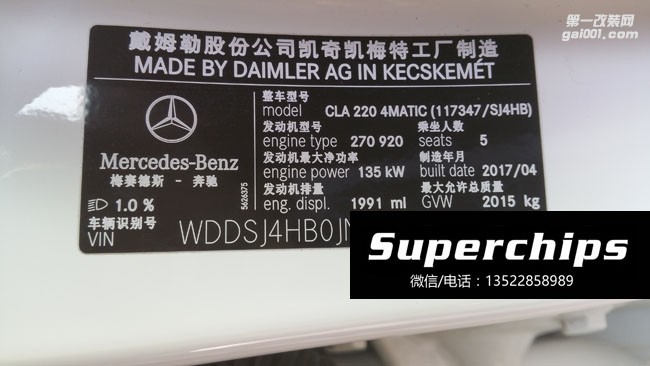 第一改装网
gai001.com
戴姆勒股份公司凯奇凯梅特工厂制造
MADE BY DAIMLER AG IN KECSKEMÉT
整车型号
model CLA 220 4MATIC (117347/SJ4HB)
发动机型号 乘坐人数
engine type 270 920 seats 5
发动机最大净功率 制造年月
engine power 135 kW built date 2017/04
发动机排量 最大允许总质量
eng. displ. 1991 ml GVW 2015 kg
Mercedes-Benz
梅赛德斯 - 奔驰
1.0 %
5626375
车辆识别号
VIN WDDSJ4HB0J
Superchips
微信/电话：13522858989